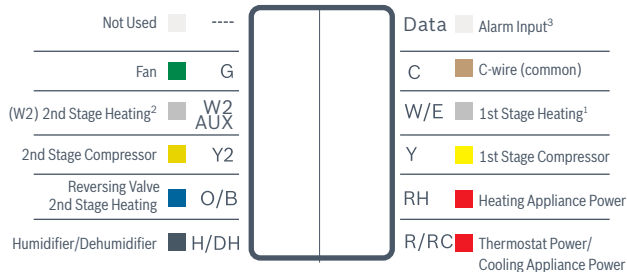 Not Used ---- Data Alarm Input³
Fan G C C-wire (common)
(W2) 2nd Stage Heating² W2 AUX W/E 1st Stage Heating¹
2nd Stage Compressor Y2 Y 1st Stage Compressor
Reversing Valve
2nd Stage Heating O/B RH Heating Appliance Power
Humidifier/Dehumidifier H/DH R/RC Thermostat Power/
Cooling Appliance Power